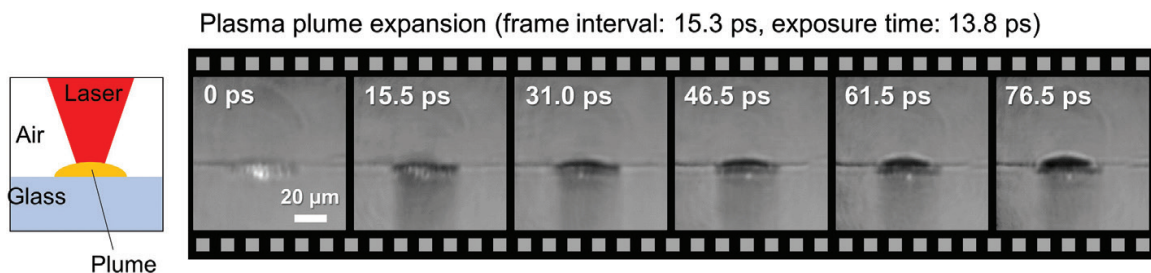 Plasma plume expansion (frame interval: 15.3 ps, exposure time: 13.8 ps)
Laser
Air
Glass
Plume
0 ps
15.5 ps
31.0 ps
46.5 ps
61.5 ps
76.5 ps
20 μm